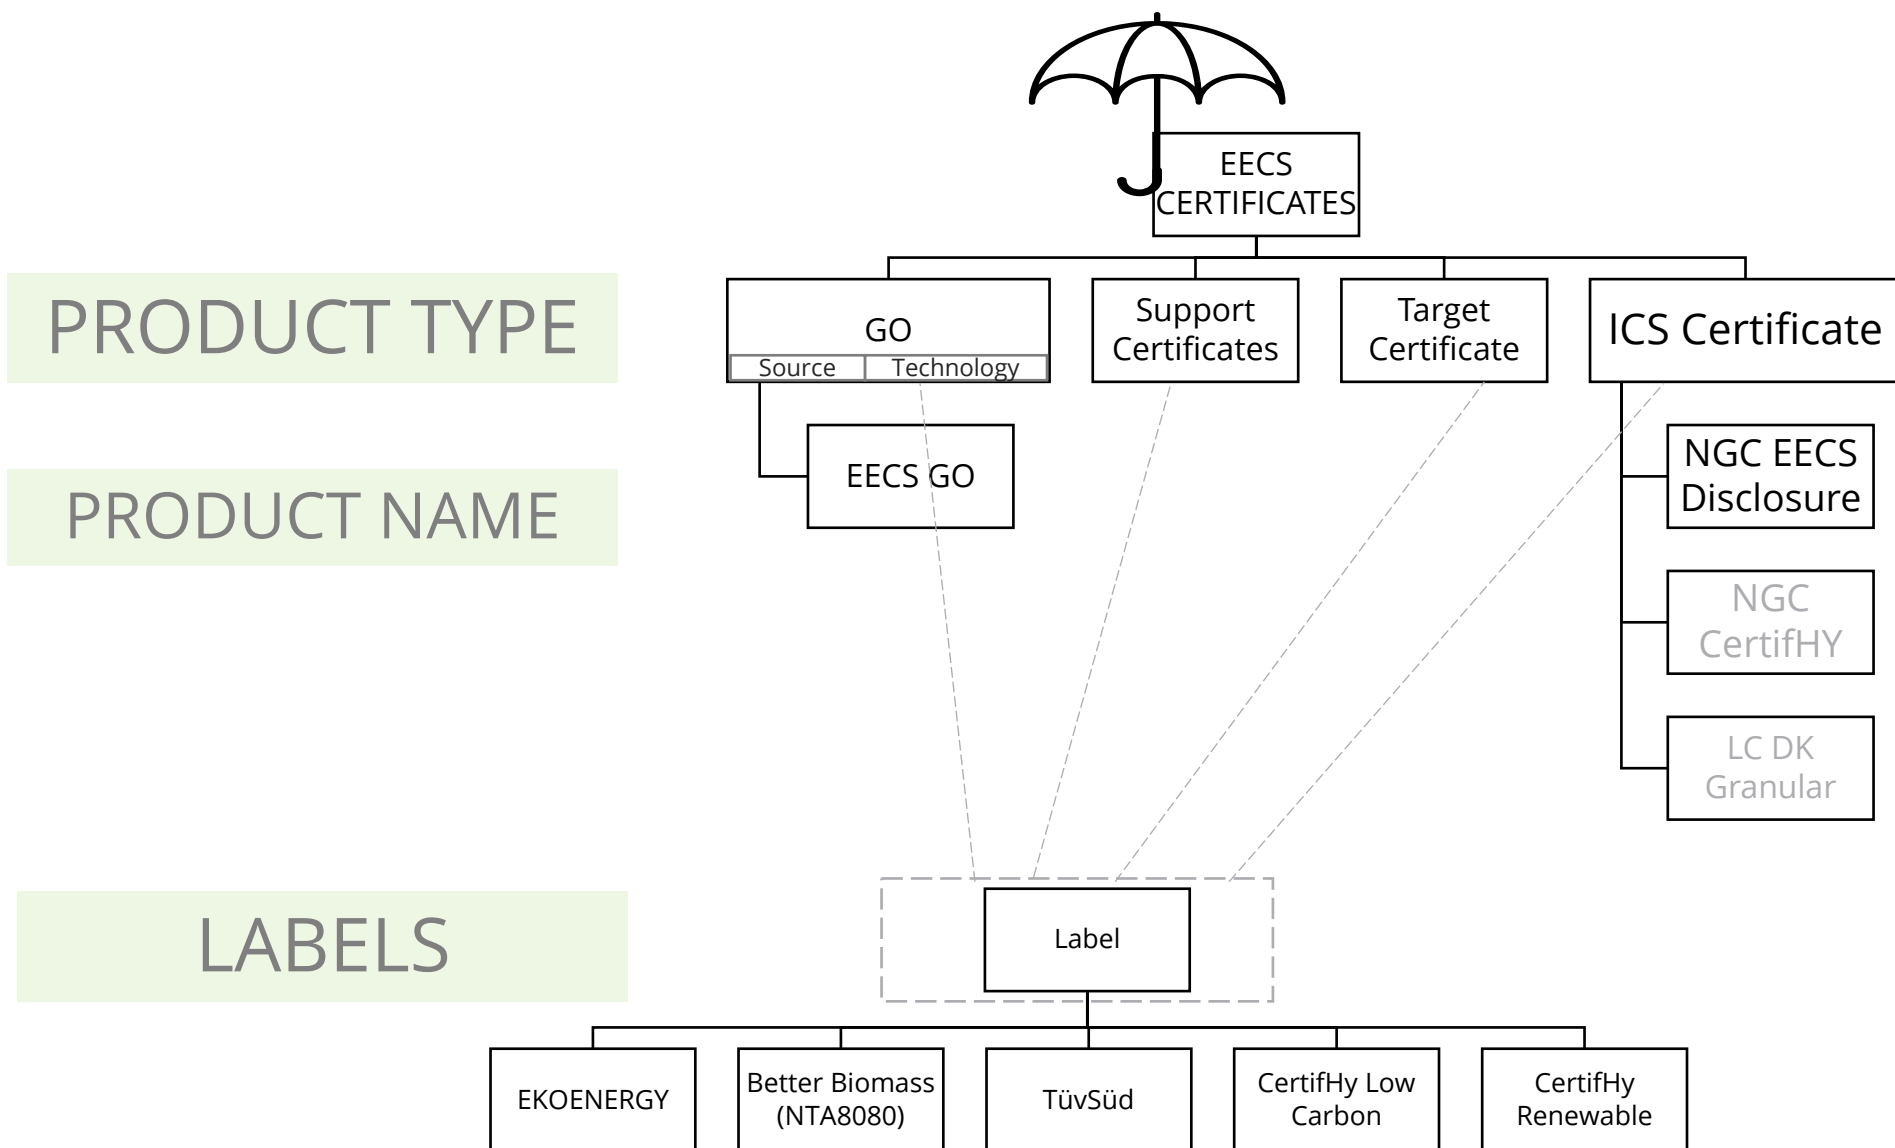 EECS
CERTIFICATES
PRODUCT TYPE
GO
Source
Technology
Support
Certificates
Target
Certificate
ICS Certificate
PRODUCT NAME
EECS GO
NGC EECS
Disclosure
NGC
CertifHY
LC DK
Granular
LABELS
Label
EKOENERGY
Better Biomass
(NTA8080)
TüvSüd
CertifHy Low
Carbon
CertifHy
Renewable